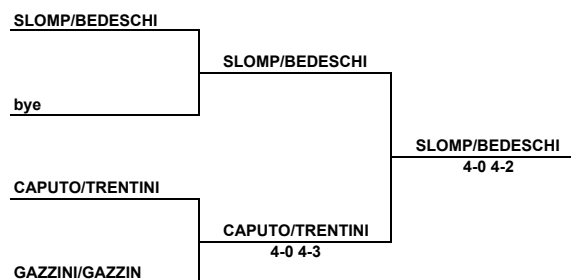 SLOMP/BEDESCHI
SLOMP/BEDESCHI
bye
SLOMP/BEDESCHI
4-0 4-2
CAPUTO/TRENTINI
CAPUTO/TRENTINI
4-0 4-3
GAZZINI/GAZZIN